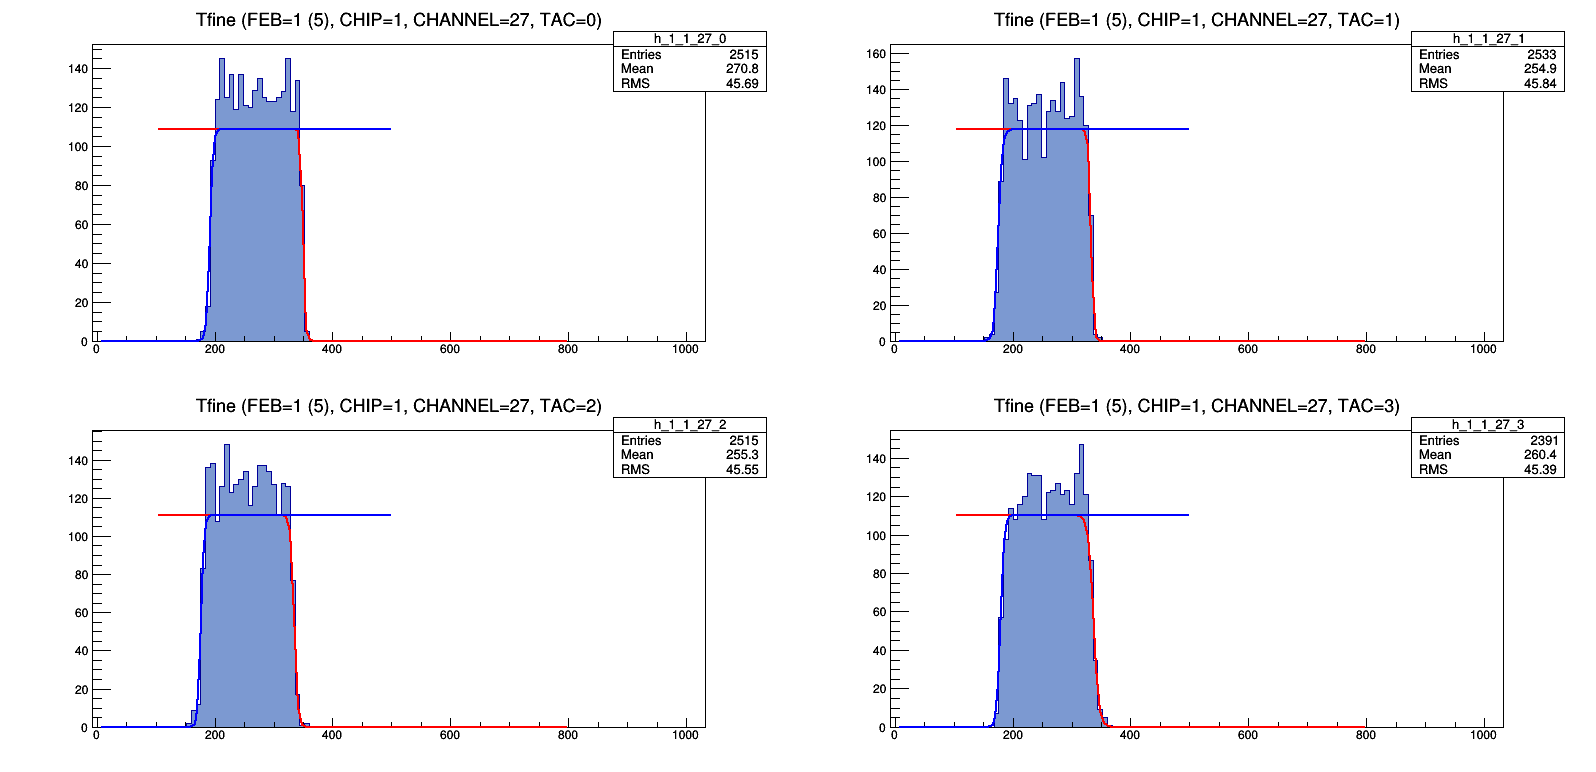 Tfine (FEB=1 (5), CHIP=1, CHANNEL=27, TAC=0)
h_1_1_27_0
Entries 2515
Mean 270.8
RMS 45.69
140
120
100
80
60
40
20
0
0 200 400 600 800 1000
Tfine (FEB=1 (5), CHIP=1, CHANNEL=27, TAC=1)
h_1_1_27_1
Entries 2533
Mean 254.9
RMS 45.84
160
140
120
100
80
60
40
20
0
0 200 400 600 800 1000
Tfine (FEB=1 (5), CHIP=1, CHANNEL=27, TAC=2)
h_1_1_27_2
Entries 2515
Mean 255.3
RMS 45.55
140
120
100
80
60
40
20
0
0 200 400 600 800 1000
Tfine (FEB=1 (5), CHIP=1, CHANNEL=27, TAC=3)
h_1_1_27_3
Entries 2391
Mean 260.4
RMS 45.39
140
120
100
80
60
40
20
0
0 200 400 600 800 1000